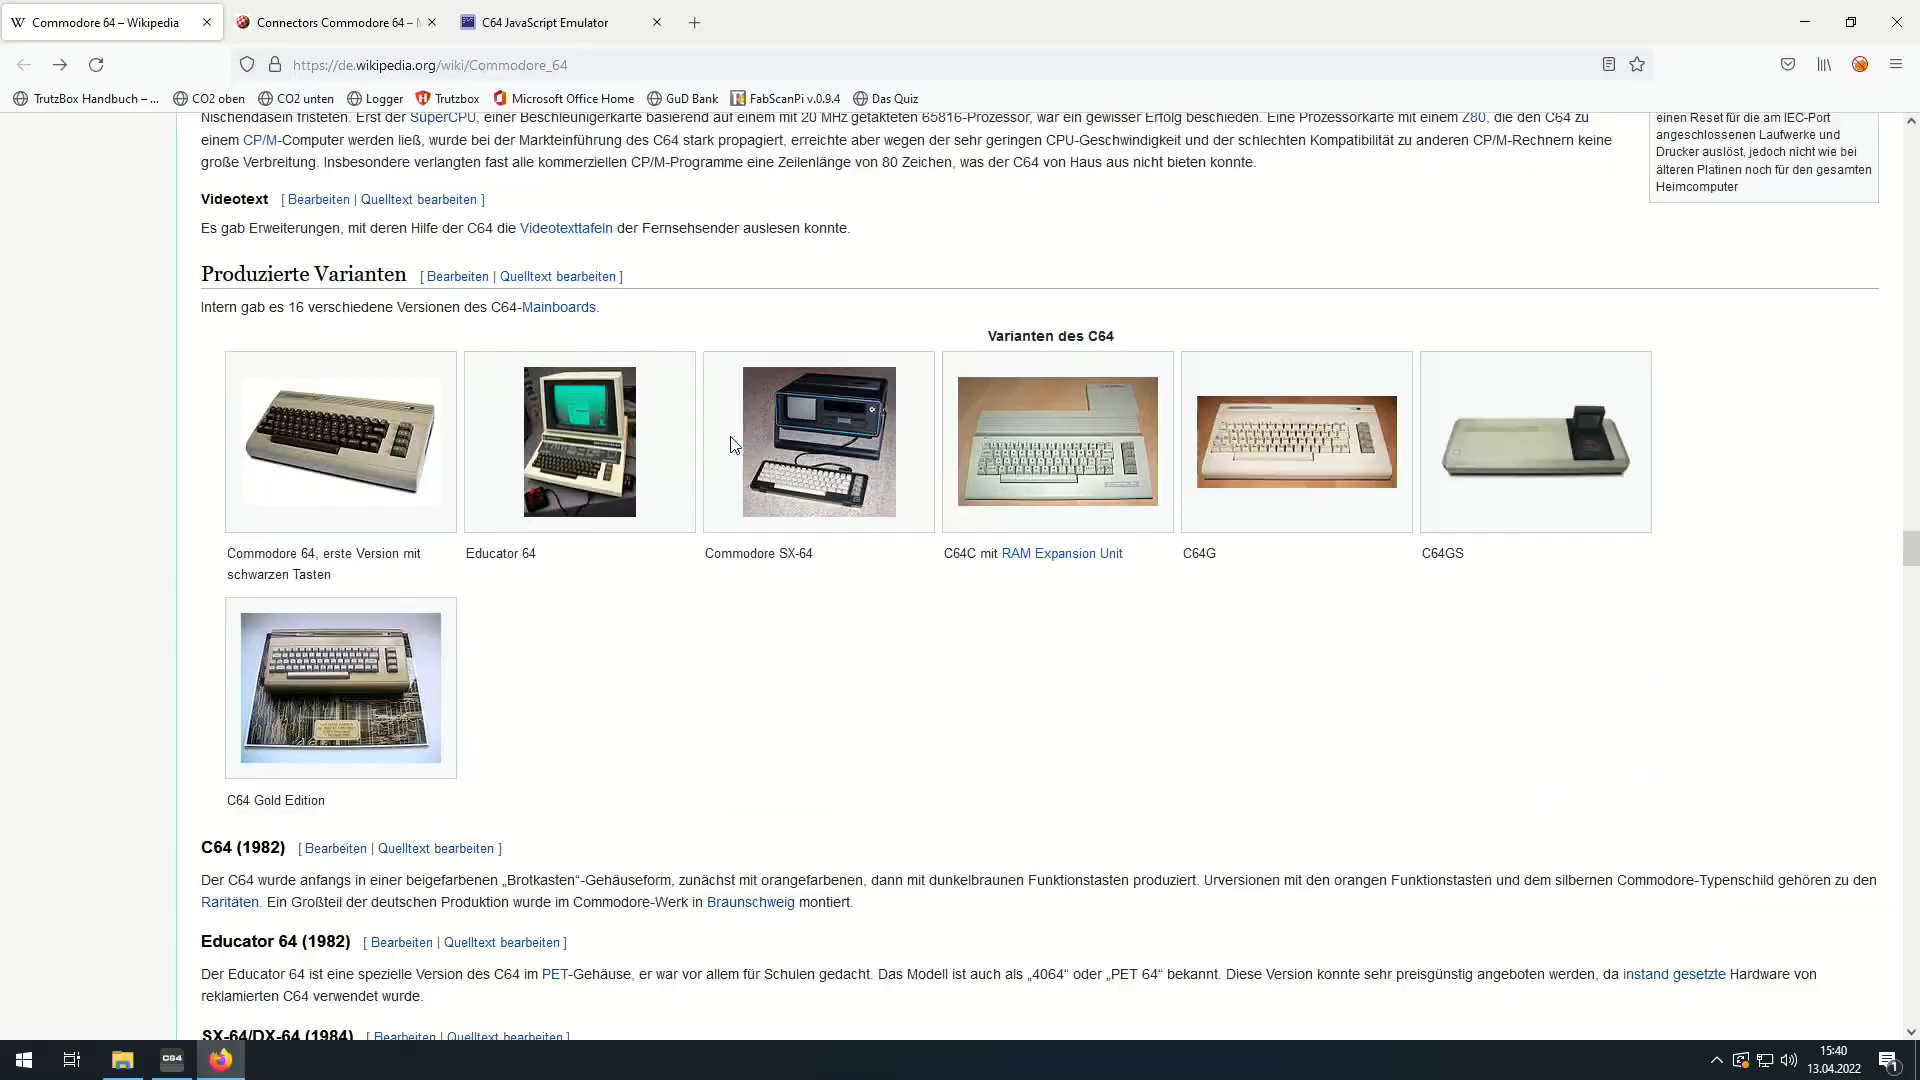 Commodore 64 – Wikipedia
Connectors Commodore 64 –
C64 JavaScript Emulator
https://de.wikipedia.org/wiki/Commodore_64
TrutzBox Handbuch – ...
CO2 oben
CO2 unten
Logger
Trutzbox
Microsoft Office Home
GuD Bank
FabScanPi v.0.9.4
Das Quiz
Nischendasein fristeten. Erst der SuperCPU, einer Beschleunigerkarte basierend auf einem mit 20 MHz getakteten 65816-Prozessor, war ein gewisser Erfolg beschieden. Eine Prozessorkarte mit einem Z80, die den C64 zu
einem CP/M-Computer werden ließ, wurde bei der Markteinführung des C64 stark propagiert, erreichte aber wegen der sehr geringen CPU-Geschwindigkeit und der schlechten Kompatibilität zu anderen CP/M-Rechnern keine
große Verbreitung. Insbesondere verlangten fast alle kommerziellen CP/M-Programme eine Zeilenlänge von 80 Zeichen, was der C64 von Haus aus nicht bieten konnte.
einen Reset für die am IEC-Port
angeschlossenen Laufwerke und
Drucker auslöst, jedoch nicht wie bei
älteren Platinen noch für den gesamten
Heimcomputer
Videotext [ Bearbeiten | Quelltext bearbeiten ]
Es gab Erweiterungen, mit deren Hilfe der C64 die Videotexttafeln der Fernsehsender auslesen konnte.
Produzierte Varianten [ Bearbeiten | Quelltext bearbeiten ]
Intern gab es 16 verschiedene Versionen des C64-Mainboards.
Varianten des C64
Commodore 64, erste Version mit
schwarzen Tasten
Educator 64
Commodore SX-64
C64C mit RAM Expansion Unit
C64G
C64GS
C64 Gold Edition
C64 (1982) [ Bearbeiten | Quelltext bearbeiten ]
Der C64 wurde anfangs in einer beigefarbenen „Brotkasten“-Gehäuseform, zunächst mit orangefarbenen, dann mit dunkelbraunen Funktionstasten produziert. Urversionen mit den orangen Funktionstasten und dem silbernen Commodore-Typenschild gehören zu den
Raritäten. Ein Großteil der deutschen Produktion wurde im Commodore-Werk in Braunschweig montiert.
Educator 64 (1982) [ Bearbeiten | Quelltext bearbeiten ]
Der Educator 64 ist eine spezielle Version des C64 im PET-Gehäuse, er war vor allem für Schulen gedacht. Das Modell ist auch als „4064“ oder „PET 64“ bekannt. Diese Version konnte sehr preisgünstig angeboten werden, da instand gesetzte Hardware von
reklamierten C64 verwendet wurde.
SX-64/DX-64 (1984) [ Bearbeiten | Quelltext bearbeiten ]
C64
15:40
13.04.2022
1